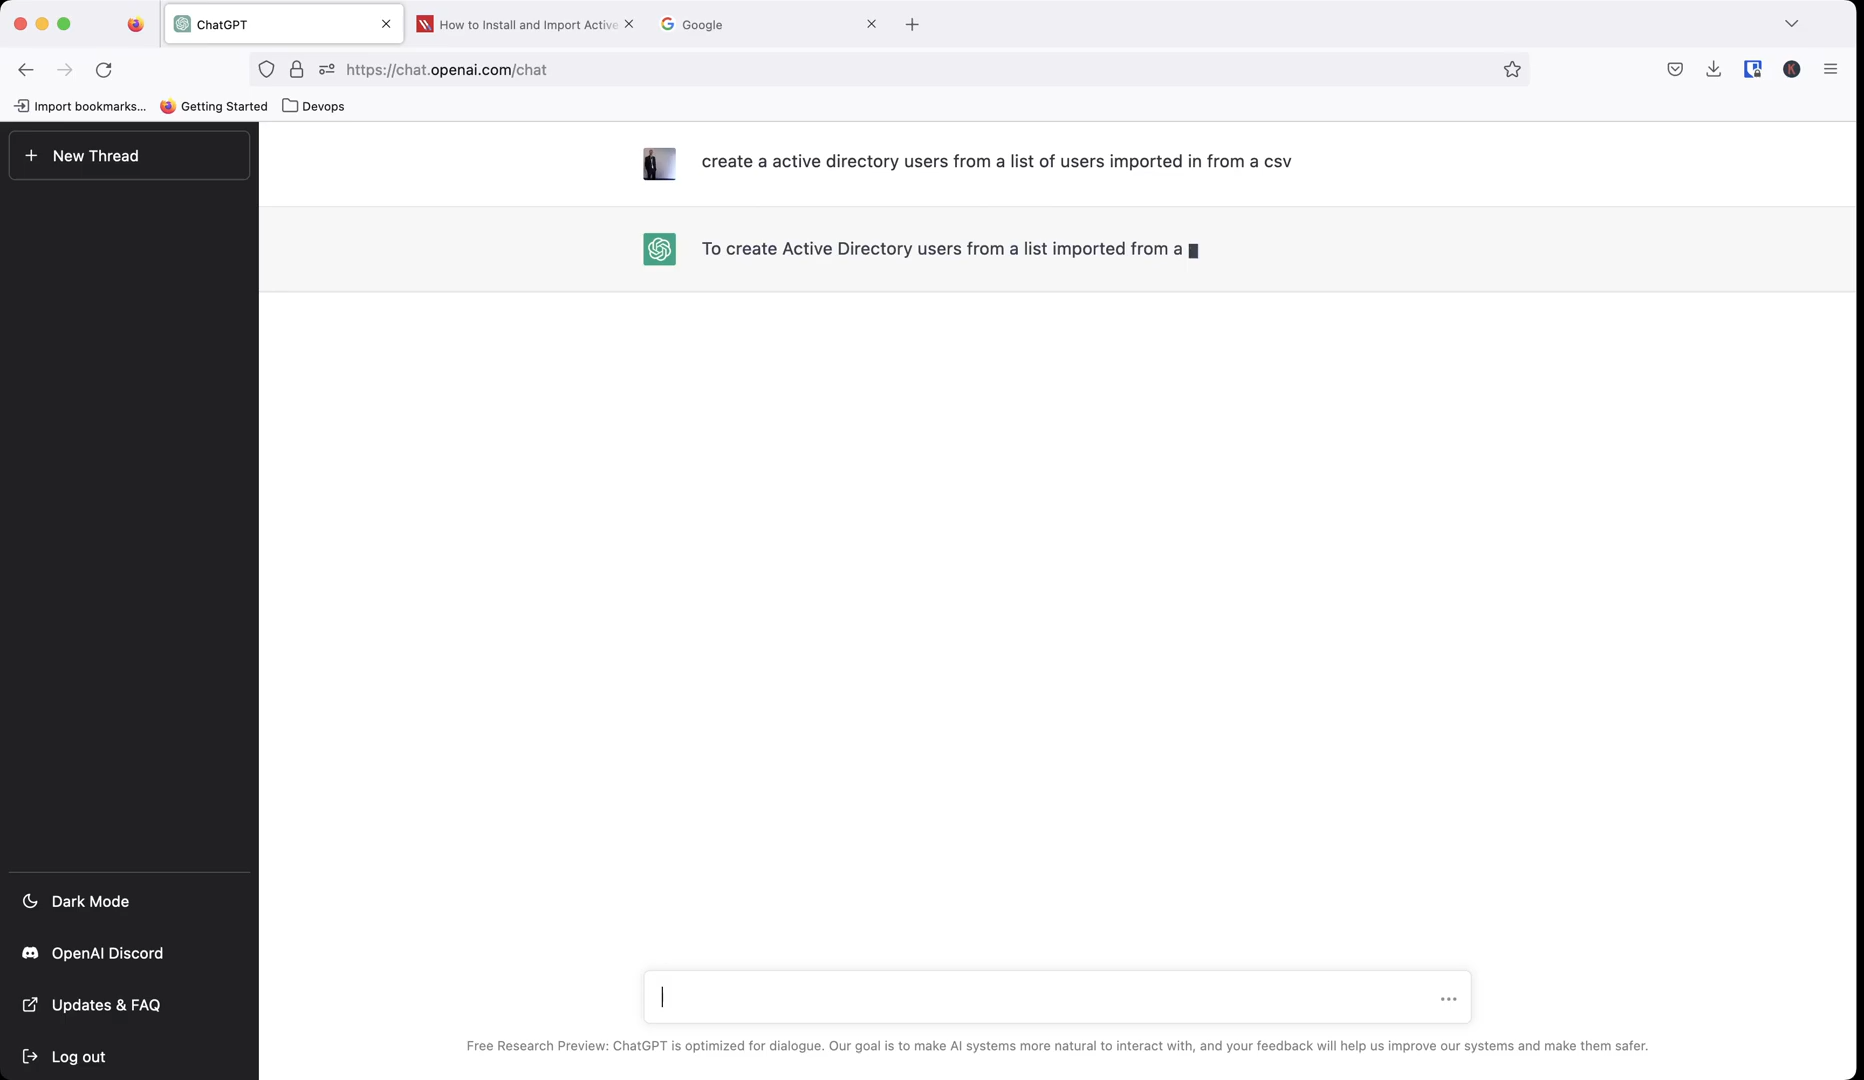 ChatGPT
How to Install and Import Active
Google
https://chat.openai.com/chat
K
Import bookmarks...
Getting Started
Devops
New Thread
create a active directory users from a list of users imported in from a csv
To create Active Directory users from a list imported from a
Dark Mode
OpenAI Discord
Updates & FAQ
Log out
Free Research Preview: ChatGPT is optimized for dialogue. Our goal is to make AI systems more natural to interact with, and your feedback will help us improve our systems and make them safer.